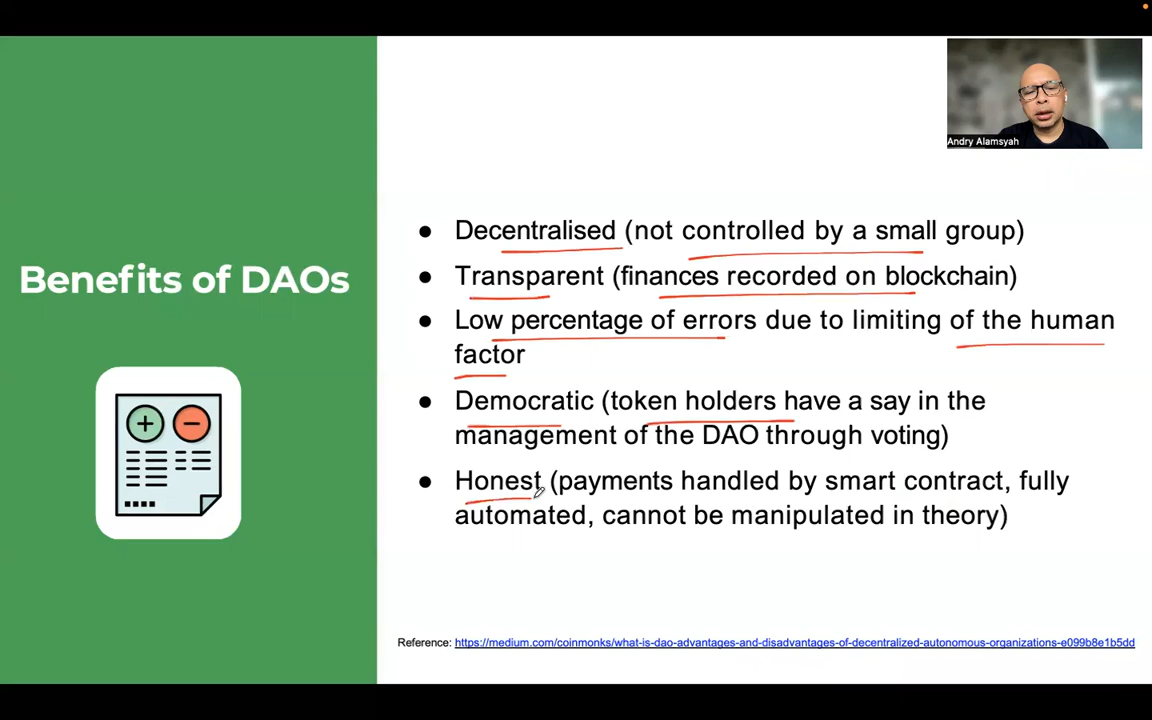 Andry Alamsyah
Benefits of DAOs
● Decentralised (not controlled by a small group)
● Transparent (finances recorded on blockchain)
● Low percentage of errors due to limiting of the human
factor
● Democratic (token holders have a say in the
management of the DAO through voting)
● Honest (payments handled by smart contract, fully
automated, cannot be manipulated in theory)
Reference: https://medium.com/coinmonks/what-is-dao-advantages-and-disadvantages-of-decentralized-autonomous-organizations-e099b8e1b5dd